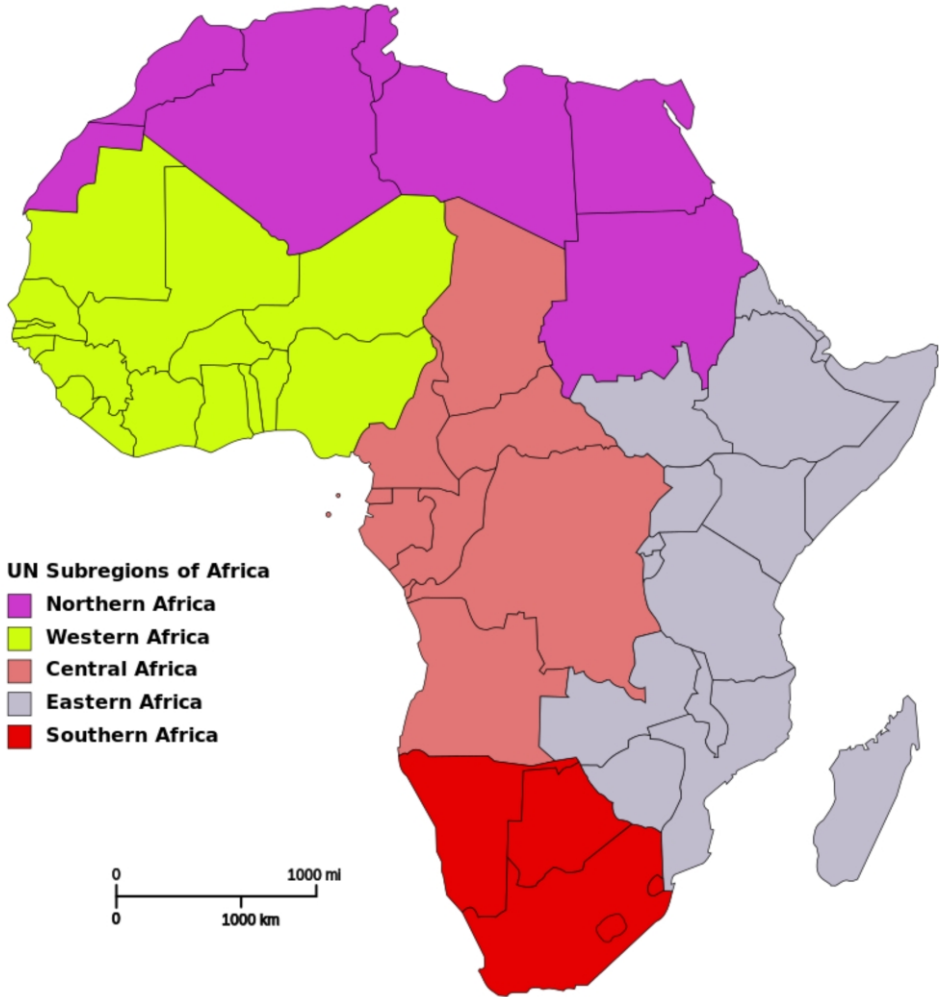 UN Subregions of Africa
Northern Africa
Western Africa
Central Africa
Eastern Africa
Southern Africa
0 1000 mi
0 1000 km